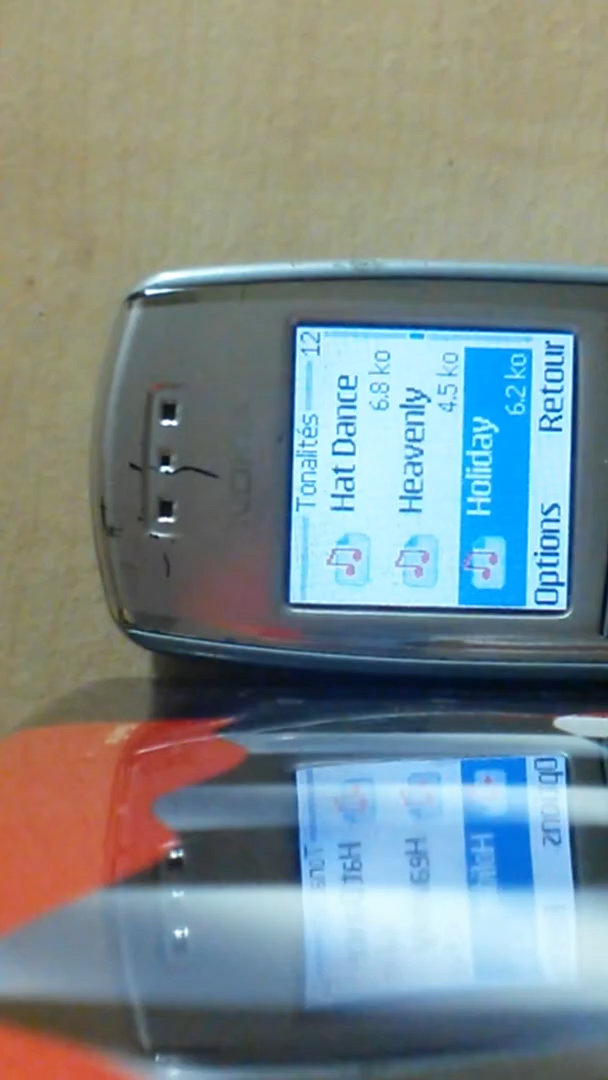 Tonalités 12
Hat Dance
6.8 ko
Heavenly
4.5 ko
Holiday
6.2 ko
Options Retour